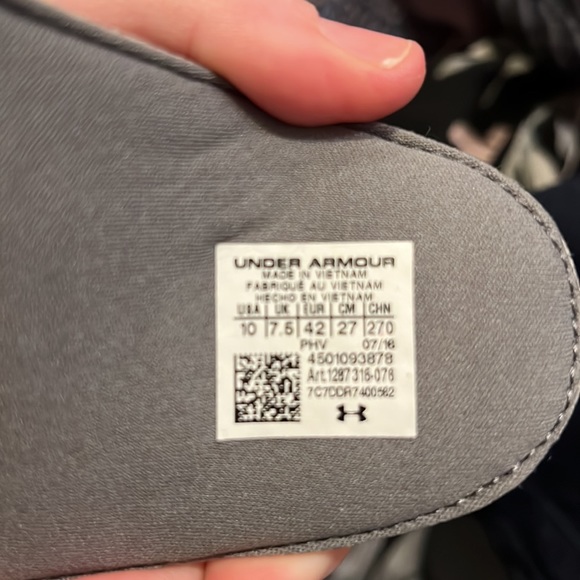 UNDER ARMOUR
MADE IN VIETNAM
FABRIQUÉ AU VIETNAM
HECHO EN VIETNAM
USA UK EUR CM CHN
10 7.5 42 27 270
PHV 07/16
4501093878
Art.1287316-076
7C7DDR7400562